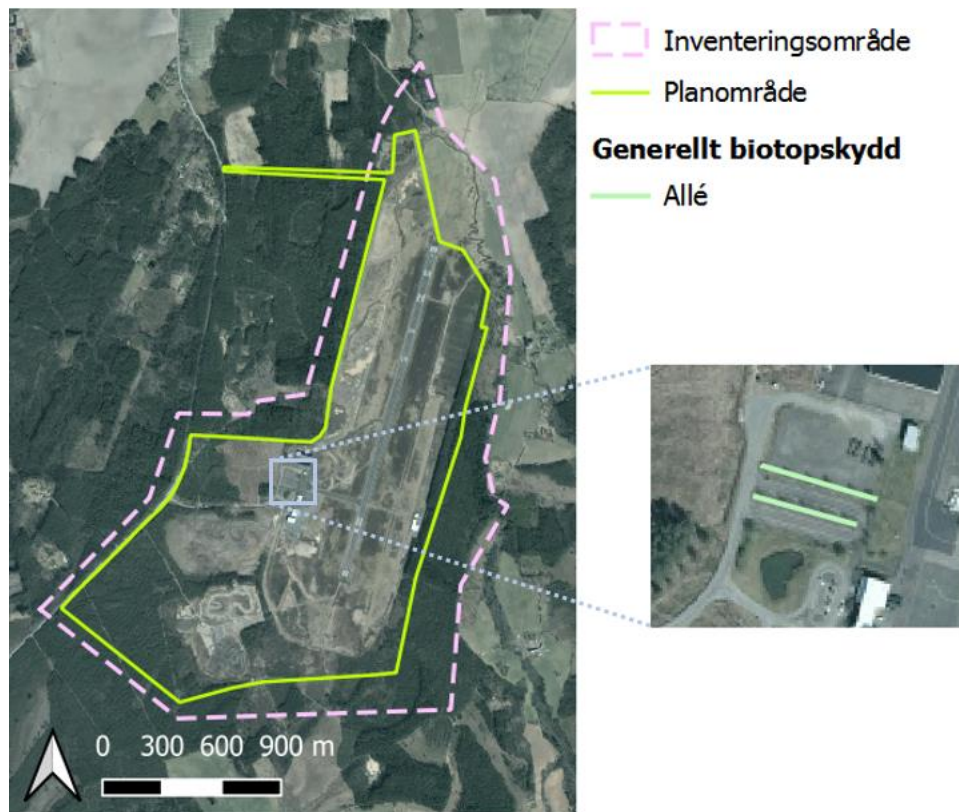 Inventeringsområde
Planområde
Generellt biotopskydd
Allé
0 300 600 900 m